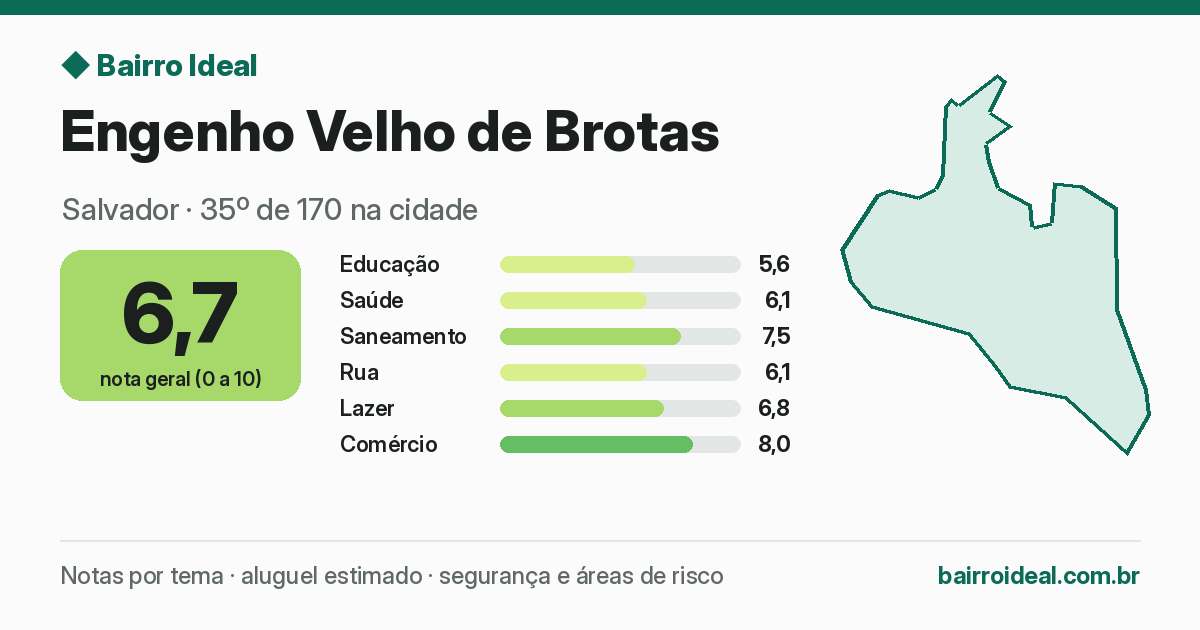 Bairro Ideal
Engenho Velho de Brotas
Salvador · 35º de 170 na cidade
6,7
nota geral (0 a 10)
Educação 5,6
Saúde 6,1
Saneamento 7,5
Rua 6,1
Lazer 6,8
Comércio 8,0
Notas por tema · aluguel estimado · segurança e áreas de risco
bairroideal.com.br